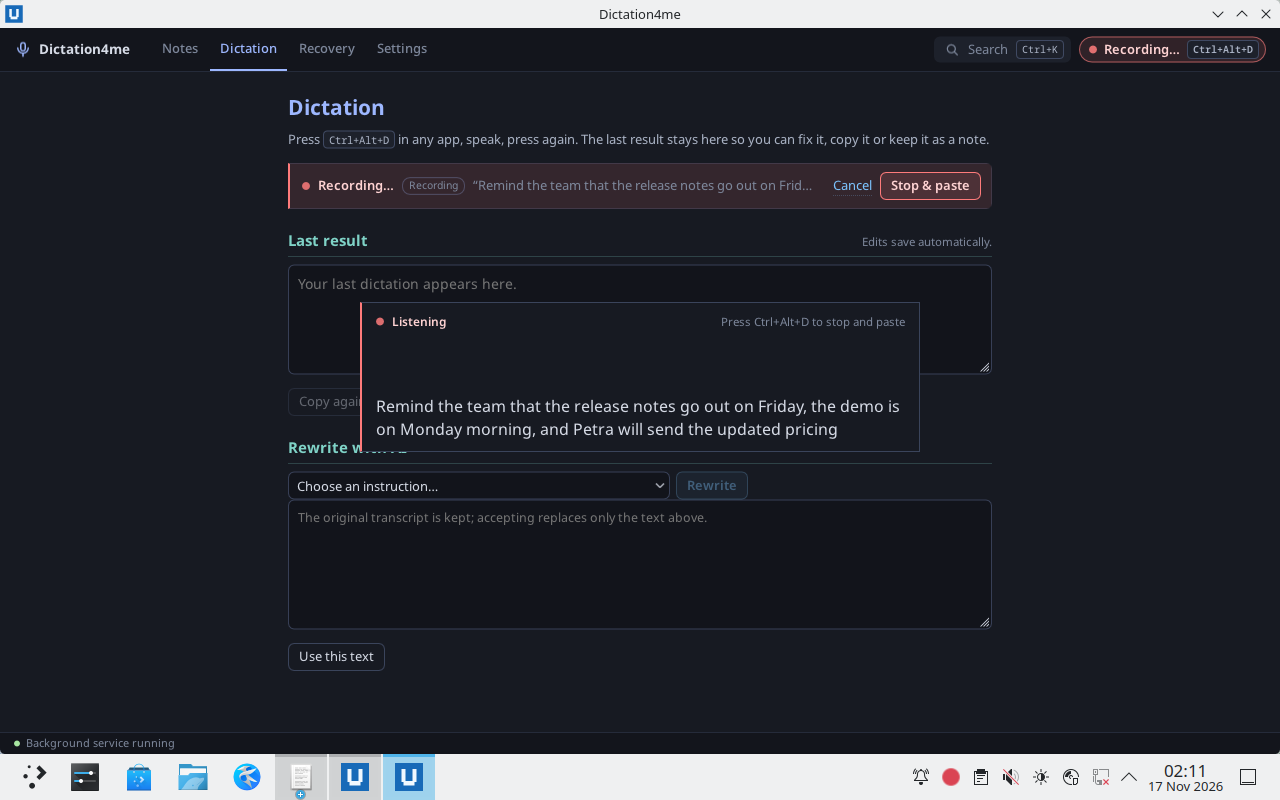 Dictation4me
Dictation4me Notes Dictation Recovery Settings Search Ctrl+K Recording... Ctrl+Alt+D
Dictation
Press Ctrl+Alt+D in any app, speak, press again. The last result stays here so you can fix it, copy it or keep it as a note.
Recording... Recording “Remind the team that the release notes go out on Frid... Cancel Stop & paste
Last result Edits save automatically.
Your last dictation appears here.
Listening Press Ctrl+Alt+D to stop and paste
Remind the team that the release notes go out on Friday, the demo is
on Monday morning, and Petra will send the updated pricing
Copy
Rewrite
Choose an instruction... Rewrite
The original transcript is kept; accepting replaces only the text above.
Use this text
Background service running
02:11
17 Nov 2026